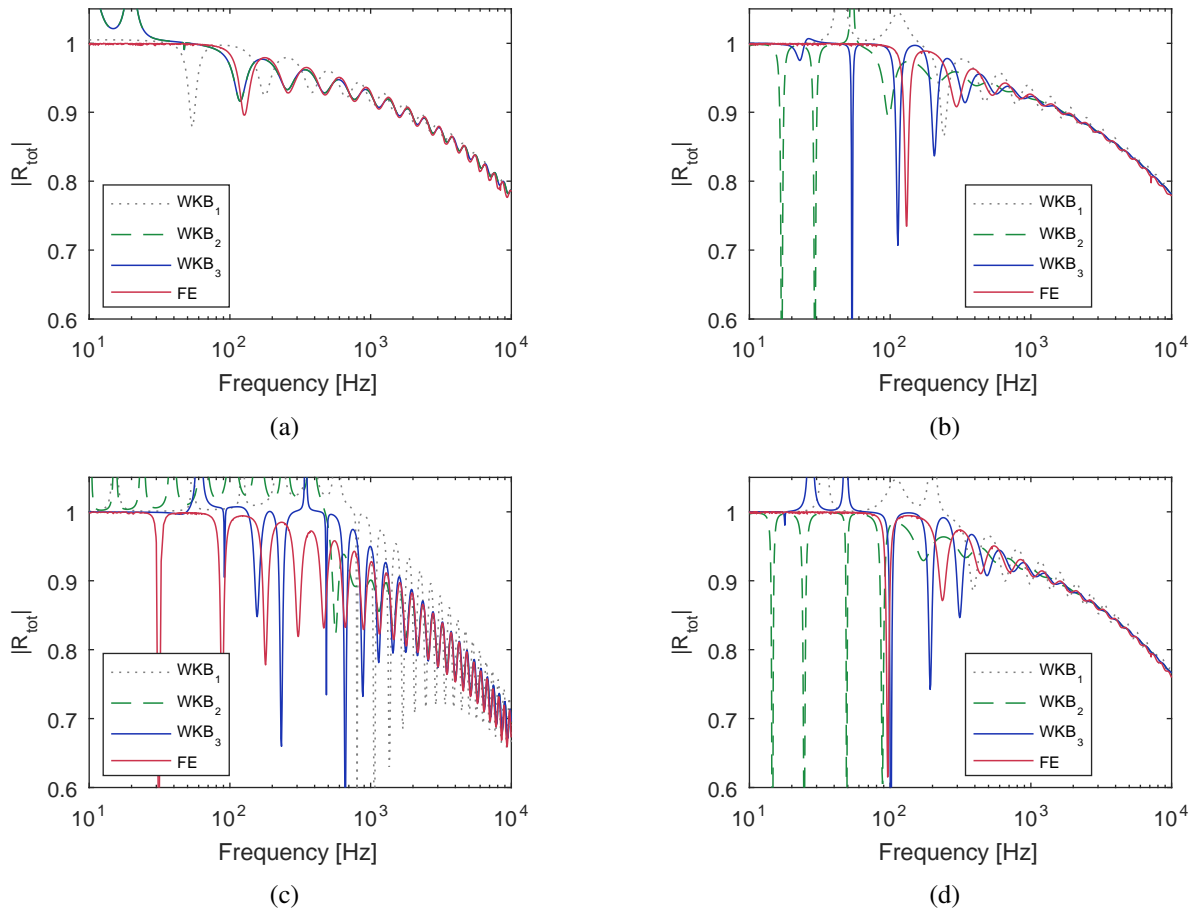 |R_tot|
1
0.9
0.8
0.7
0.6
WKB_1
WKB_2
WKB_3
FE
10^1 10^2 10^3 10^4
Frequency [Hz]
(a)
|R_tot|
1
0.9
0.8
0.7
0.6
WKB_1
WKB_2
WKB_3
FE
10^1 10^2 10^3 10^4
Frequency [Hz]
(b)
|R_tot|
1
0.9
0.8
0.7
0.6
WKB_1
WKB_2
WKB_3
FE
10^1 10^2 10^3 10^4
Frequency [Hz]
(c)
|R_tot|
1
0.9
0.8
0.7
0.6
WKB_1
WKB_2
WKB_3
FE
10^1 10^2 10^3 10^4
Frequency [Hz]
(d)